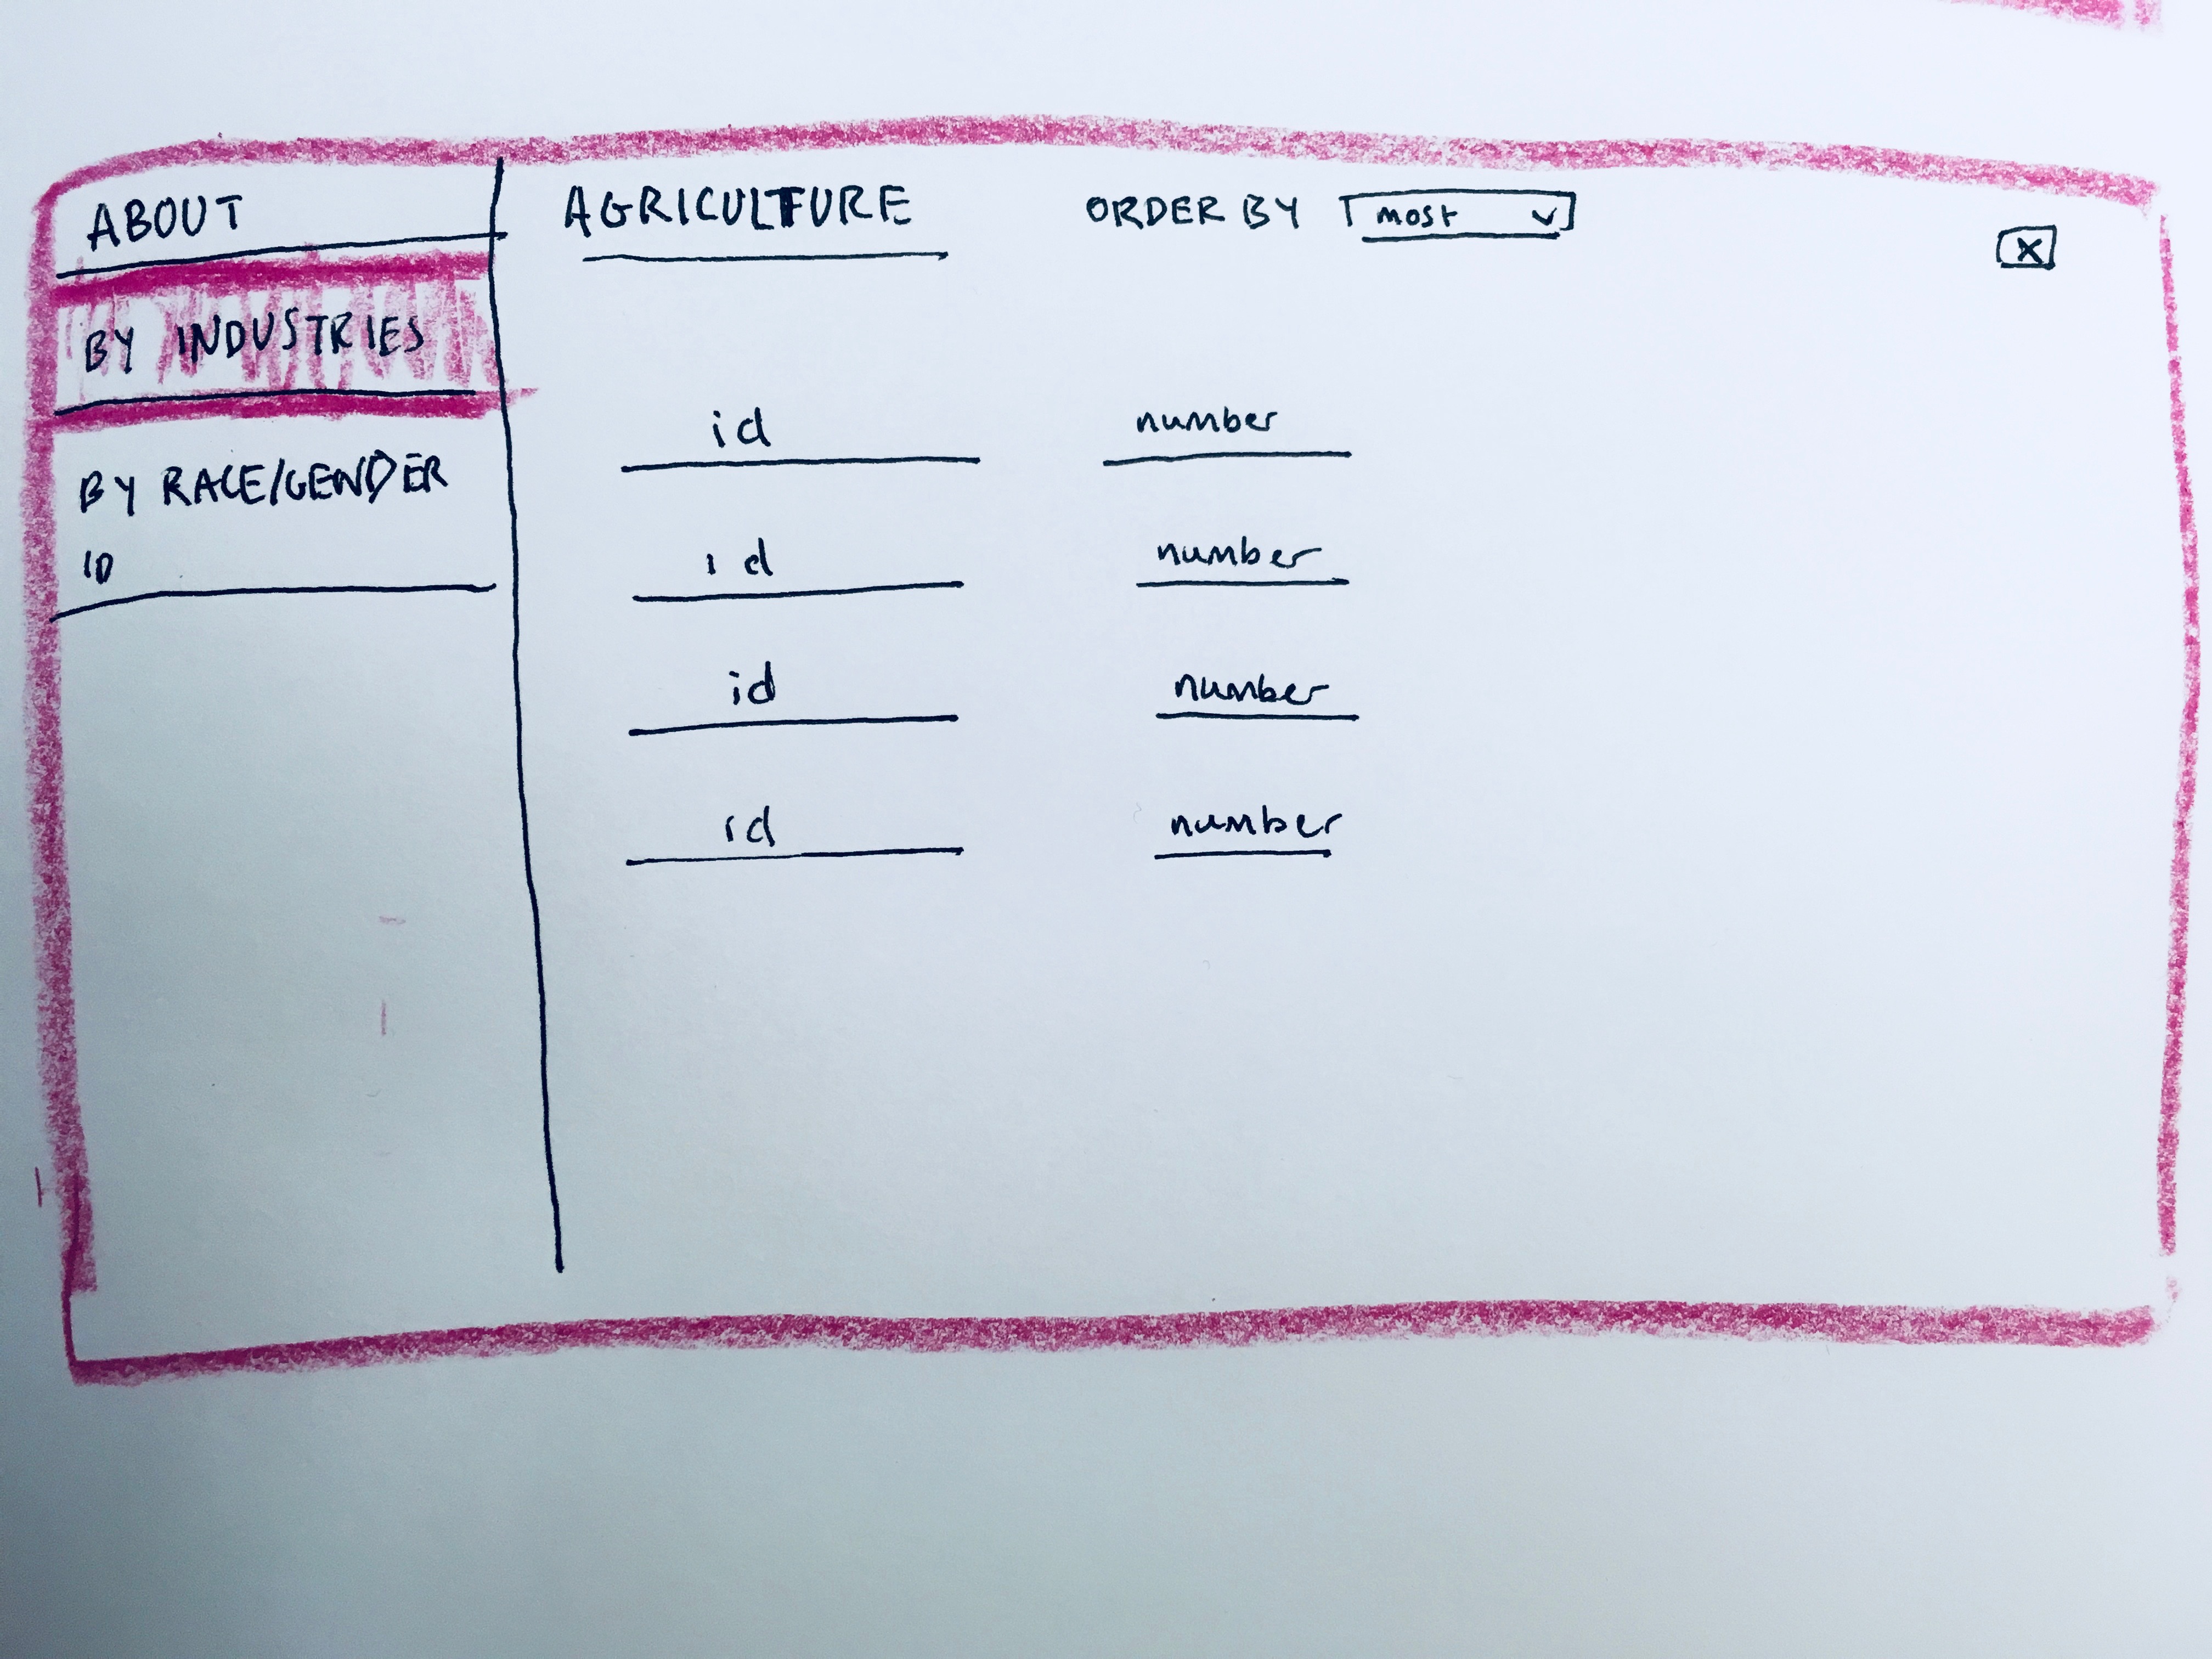 ABOUT
BY INDUSTRIES
BY RACE/GENDER
ID
AGRICULTURE
ORDER BY most
X
id number
id number
id number
id number